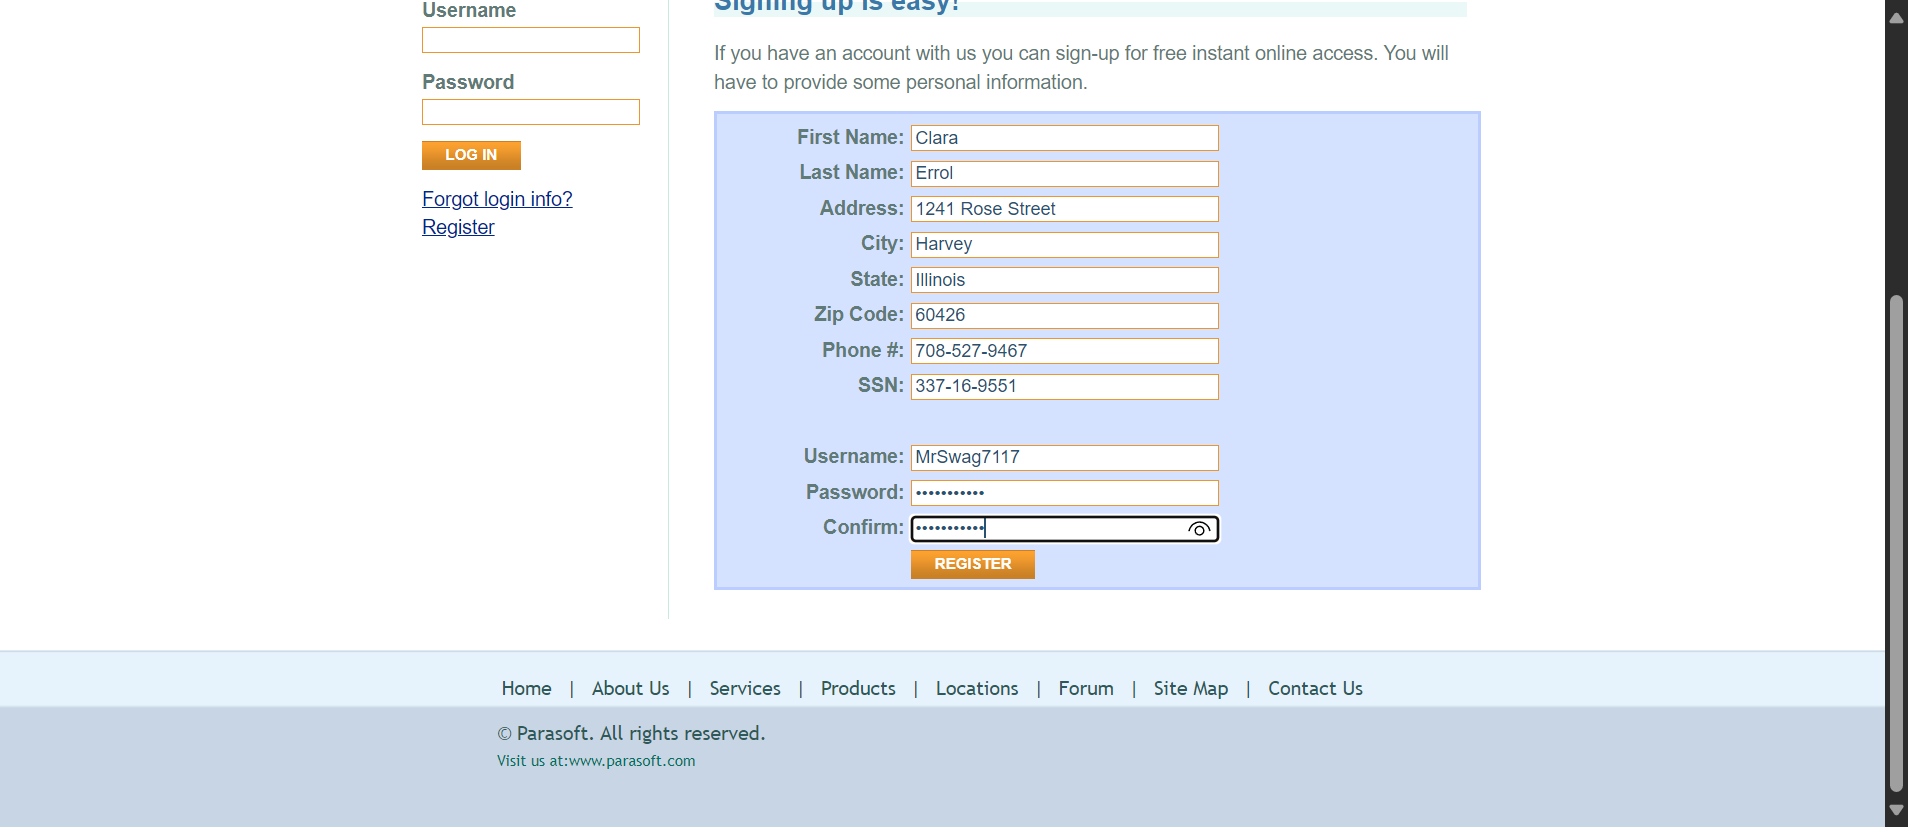 Username
Password
LOG IN
Forgot login info?
Register
Signing up is easy!
If you have an account with us you can sign-up for free instant online access. You will
have to provide some personal information.
First Name: Clara
Last Name: Errol
Address: 1241 Rose Street
City: Harvey
State: Illinois
Zip Code: 60426
Phone #: 708-527-9467
SSN: 337-16-9551
Username: MrSwag7117
Password: •••••••••••
Confirm: •••••••••••
REGISTER
Home | About Us | Services | Products | Locations | Forum | Site Map | Contact Us
© Parasoft. All rights reserved.
Visit us at:www.parasoft.com